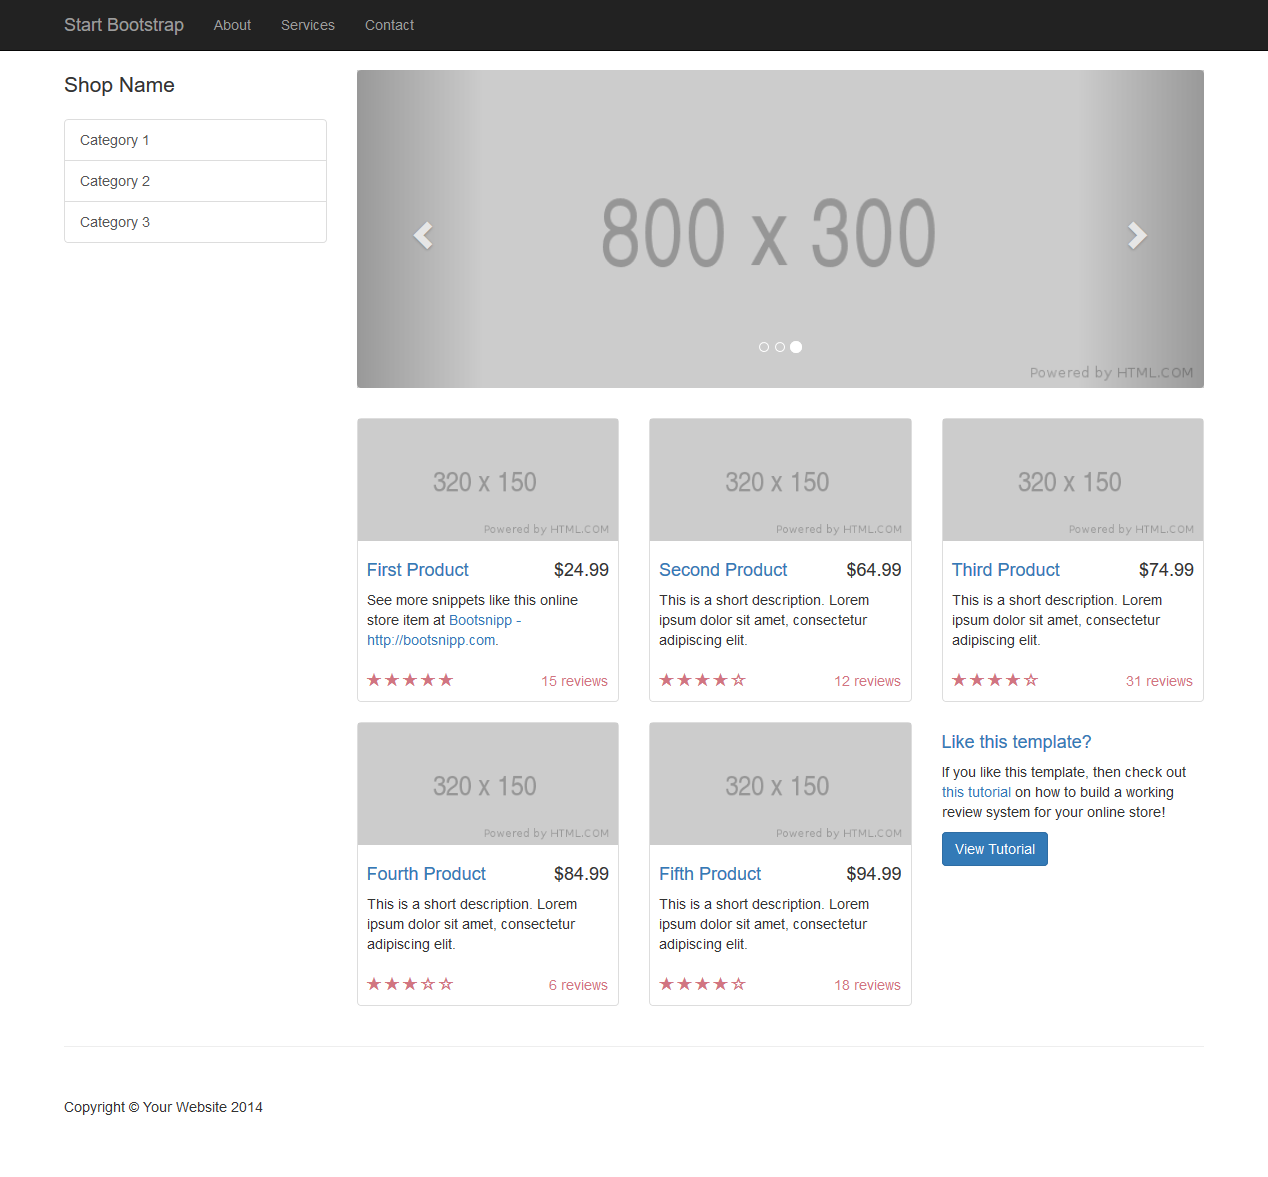 Start Bootstrap About Services Contact
Shop Name
Category 1
Category 2
Category 3
800 x 300
Powered by HTML.COM
320 x 150
Powered by HTML.COM
First Product $24.99
See more snippets like this online
store item at Bootsnipp -
http://bootsnipp.com.
★★★★★ 15 reviews
320 x 150
Powered by HTML.COM
Second Product $64.99
This is a short description. Lorem
ipsum dolor sit amet, consectetur
adipiscing elit.
★★★★☆ 12 reviews
320 x 150
Powered by HTML.COM
Third Product $74.99
This is a short description. Lorem
ipsum dolor sit amet, consectetur
adipiscing elit.
★★★★☆ 31 reviews
320 x 150
Powered by HTML.COM
Fourth Product $84.99
This is a short description. Lorem
ipsum dolor sit amet, consectetur
adipiscing elit.
★★★☆☆ 6 reviews
320 x 150
Powered by HTML.COM
Fifth Product $94.99
This is a short description. Lorem
ipsum dolor sit amet, consectetur
adipiscing elit.
★★★★☆ 18 reviews
Like this template?
If you like this template, then check out
this tutorial on how to build a working
review system for your online store!
View Tutorial
Copyright © Your Website 2014